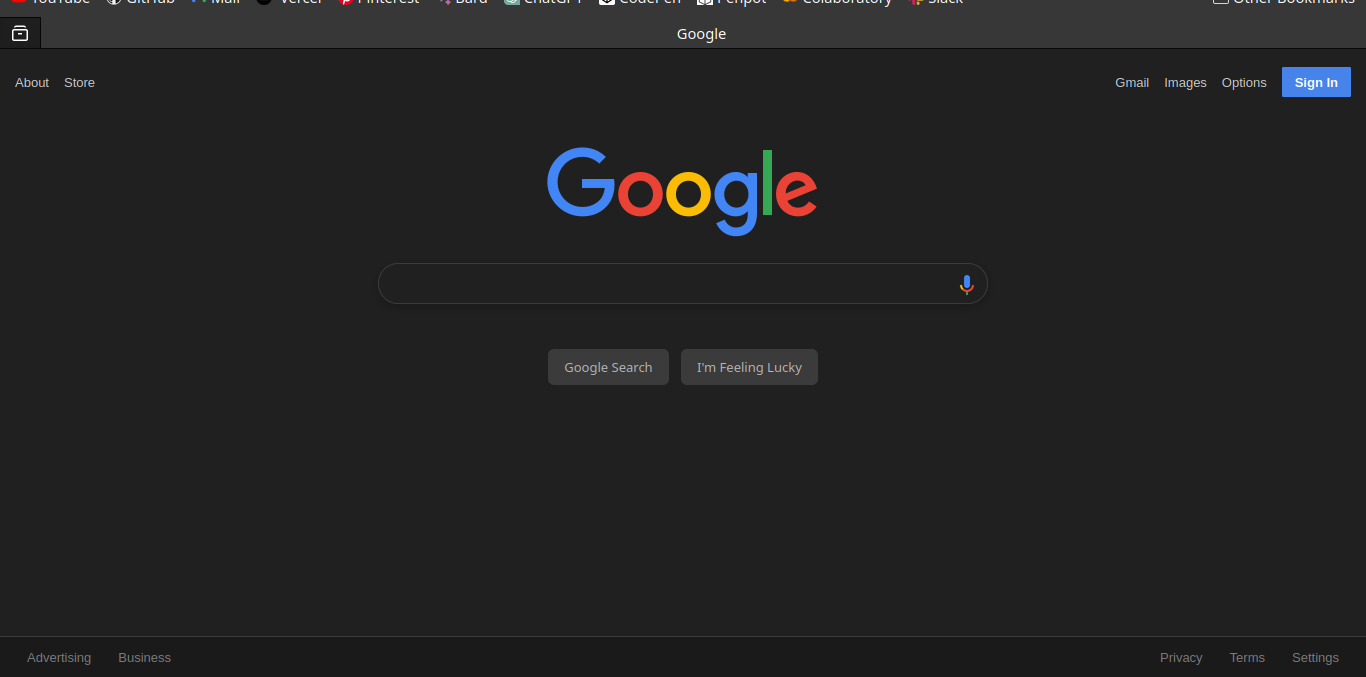 YouTube GitHub Mail Vercel Pinterest Bard ChatGPT CodePen Penpot Colaboratory Slack Other Bookmarks
Google
About Store Gmail Images Options Sign In
Google
Google Search I'm Feeling Lucky
Advertising Business Privacy Terms Settings